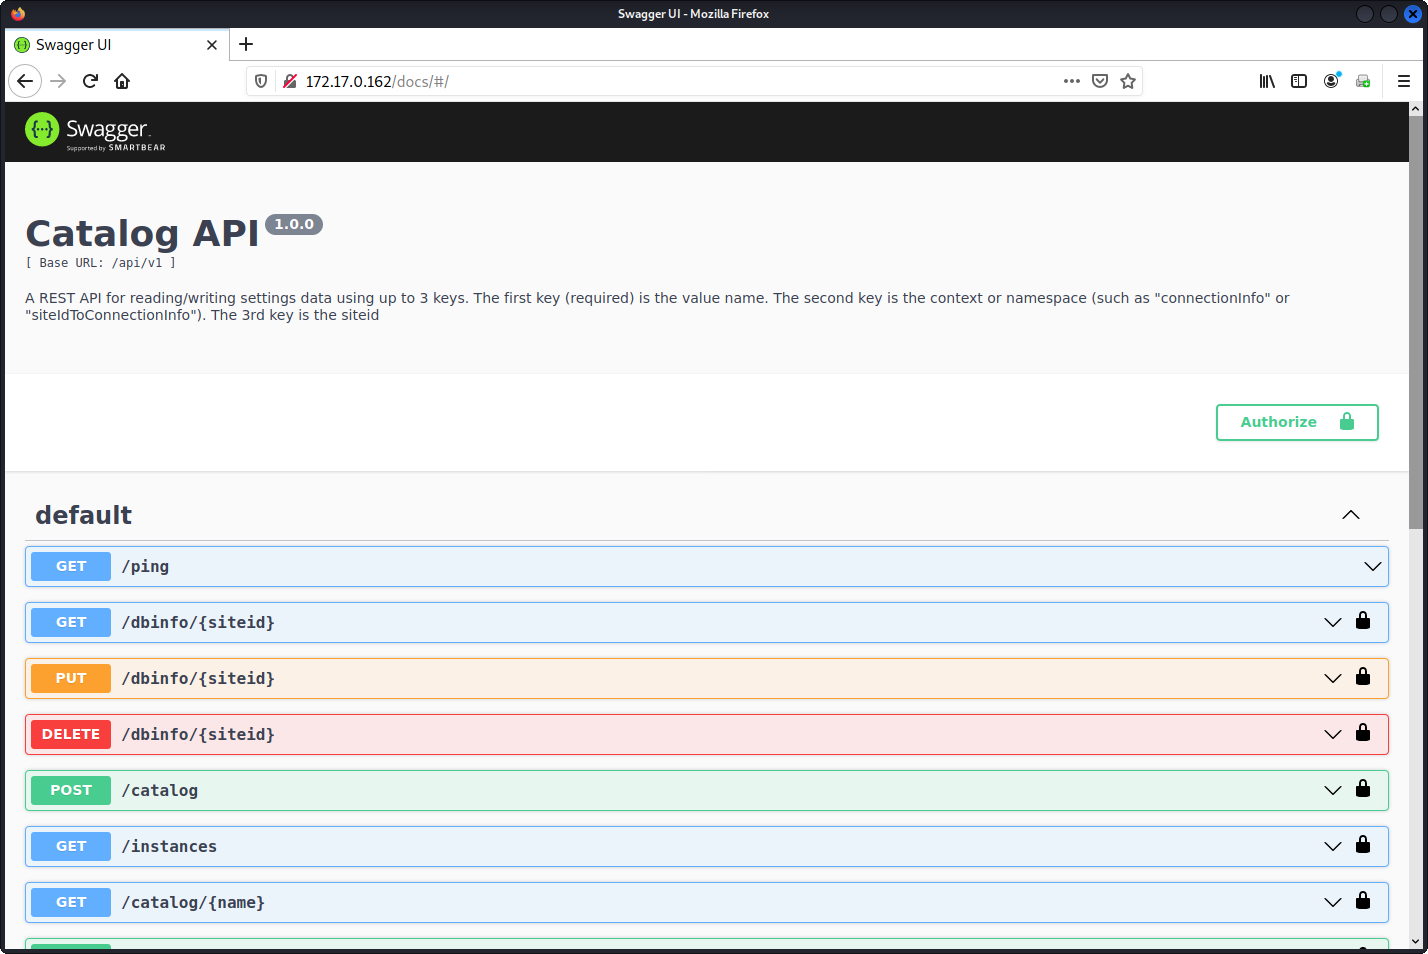 Swagger UI - Mozilla Firefox
Swagger UI
172.17.0.162/docs/#/
Swagger.
Supported by SMARTBEAR
Catalog API 1.0.0
[ Base URL: /api/v1 ]
A REST API for reading/writing settings data using up to 3 keys. The first key (required) is the value name. The second key is the context or namespace (such as "connectionInfo" or
"siteIdToConnectionInfo"). The 3rd key is the siteid
Authorize
default
GET /ping
GET /dbinfo/{siteid}
PUT /dbinfo/{siteid}
DELETE /dbinfo/{siteid}
POST /catalog
GET /instances
GET /catalog/{name}